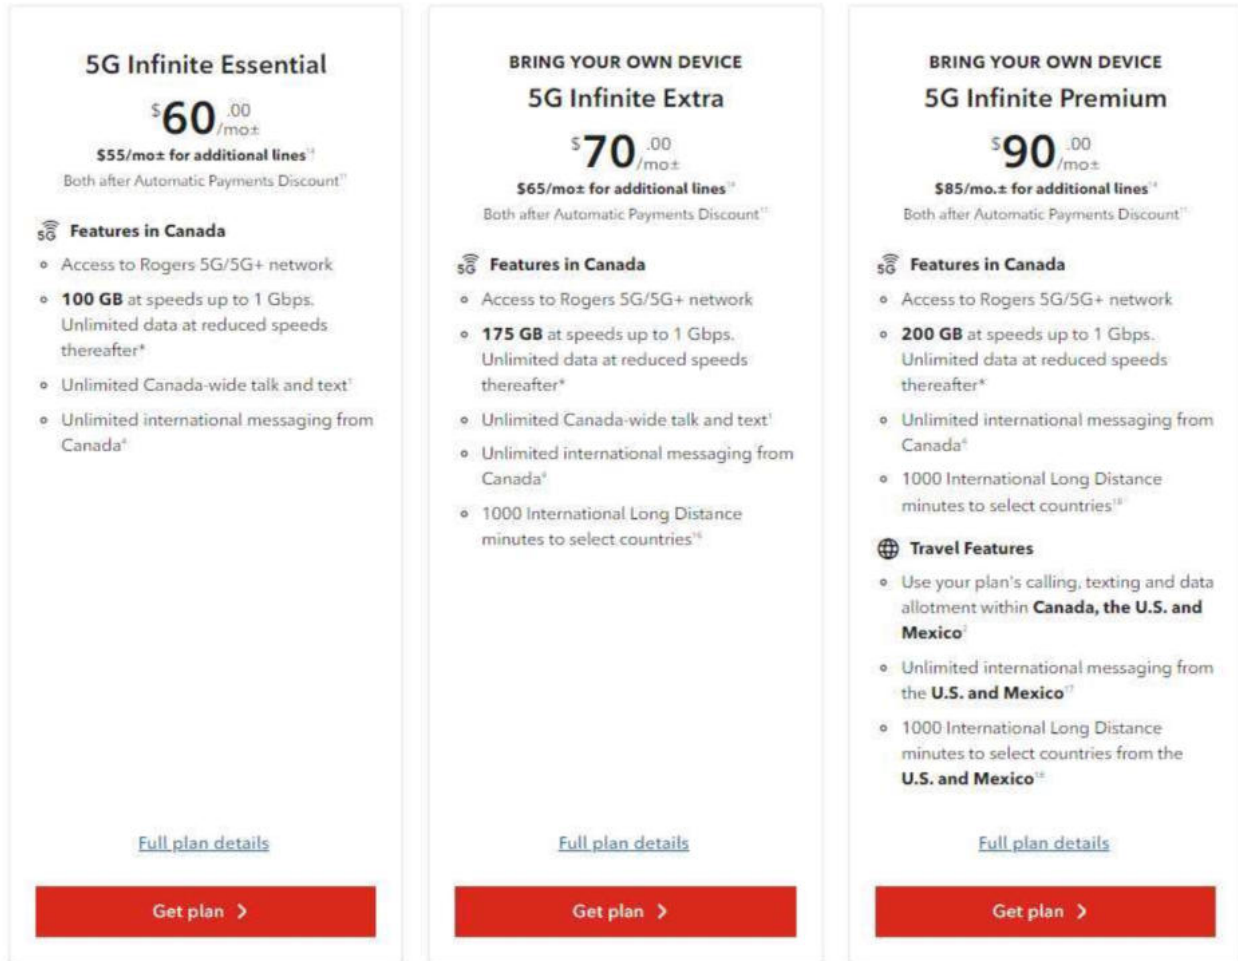 5G Infinite Essential
$60.00/mo±
$55/mo± for additional lines
Both after Automatic Payments Discount
5G Features in Canada
Access to Rogers 5G/5G+ network
100 GB at speeds up to 1 Gbps.
Unlimited data at reduced speeds
thereafter*
Unlimited Canada-wide talk and text
Unlimited international messaging from
Canada
Full plan details
Get plan
BRING YOUR OWN DEVICE
5G Infinite Extra
$70.00/mo±
$65/mo± for additional lines
Both after Automatic Payments Discount
5G Features in Canada
Access to Rogers 5G/5G+ network
175 GB at speeds up to 1 Gbps.
Unlimited data at reduced speeds
thereafter*
Unlimited Canada-wide talk and text
Unlimited international messaging from
Canada
1000 International Long Distance
minutes to select countries
Full plan details
Get plan
BRING YOUR OWN DEVICE
5G Infinite Premium
$90.00/mo±
$85/mo.± for additional lines
Both after Automatic Payments Discount
5G Features in Canada
Access to Rogers 5G/5G+ network
200 GB at speeds up to 1 Gbps.
Unlimited data at reduced speeds
thereafter*
Unlimited international messaging from
Canada
1000 International Long Distance
minutes to select countries
Travel Features
Use your plan's calling, texting and data
allotment within Canada, the U.S. and
Mexico
Unlimited international messaging from
the U.S. and Mexico
1000 International Long Distance
minutes to select countries from the
U.S. and Mexico
Full plan details
Get plan